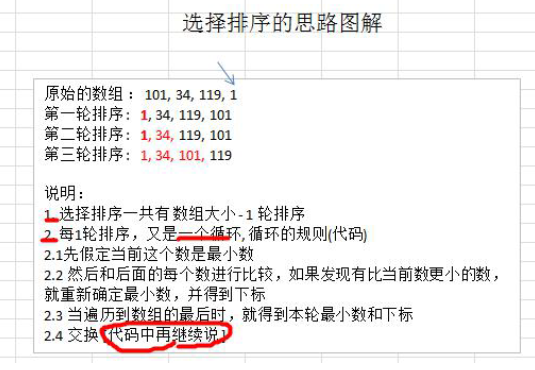 选择排序的思路图解
原始的数组： 101, 34, 119, 1
第一轮排序: 1, 34, 119, 101
第二轮排序: 1, 34, 119, 101
第三轮排序: 1, 34, 101, 119
说明:
1. 选择排序一共有 数组大小 - 1 轮排序
2. 每1轮排序，又是一个循环, 循环的规则(代码)
2.1先假定当前这个数是最小数
2.2 然后和后面的每个数进行比较，如果发现有比当前数更小的数，
就重新确定最小数，并得到下标
2.3 当遍历到数组的最后时，就得到本轮最小数和下标
2.4 交换 [代码中再继续说]